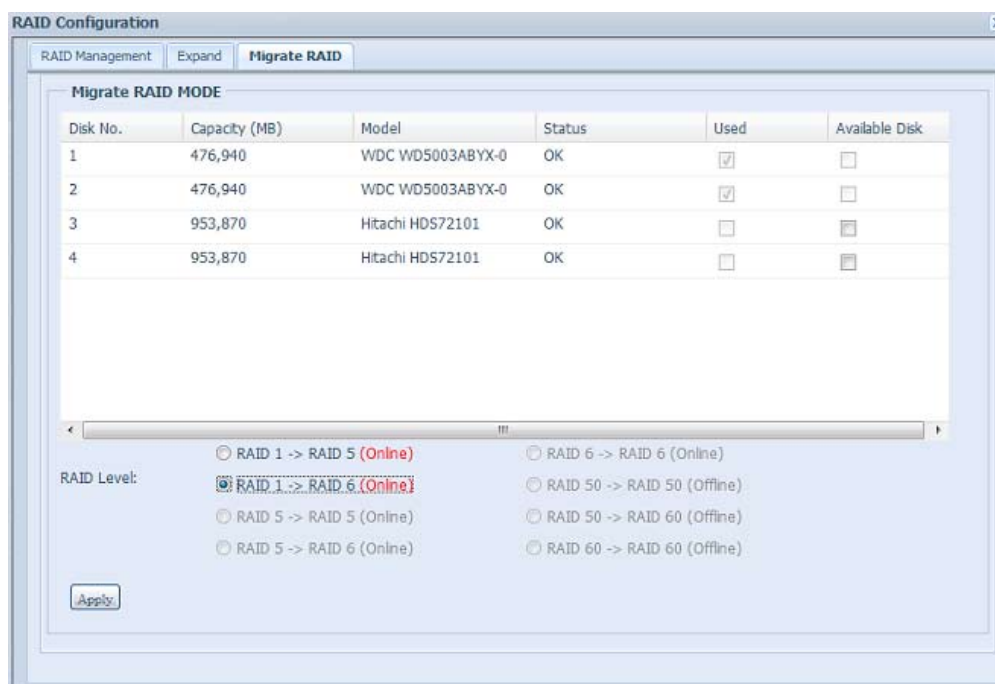 RAID Configuration
RAID Management Expand Migrate RAID
Migrate RAID MODE
Disk No. Capacity (MB) Model Status Used Available Disk
1 476,940 WDC WD5003ABYX-0 OK
2 476,940 WDC WD5003ABYX-0 OK
3 953,870 Hitachi HDS72101 OK
4 953,870 Hitachi HDS72101 OK
RAID Level:
RAID 1 -> RAID 5 (Online) RAID 6 -> RAID 6 (Online)
RAID 1 -> RAID 6 (Online) RAID 50 -> RAID 50 (Offline)
RAID 5 -> RAID 5 (Online) RAID 50 -> RAID 60 (Offline)
RAID 5 -> RAID 6 (Online) RAID 60 -> RAID 60 (Offline)
Apply